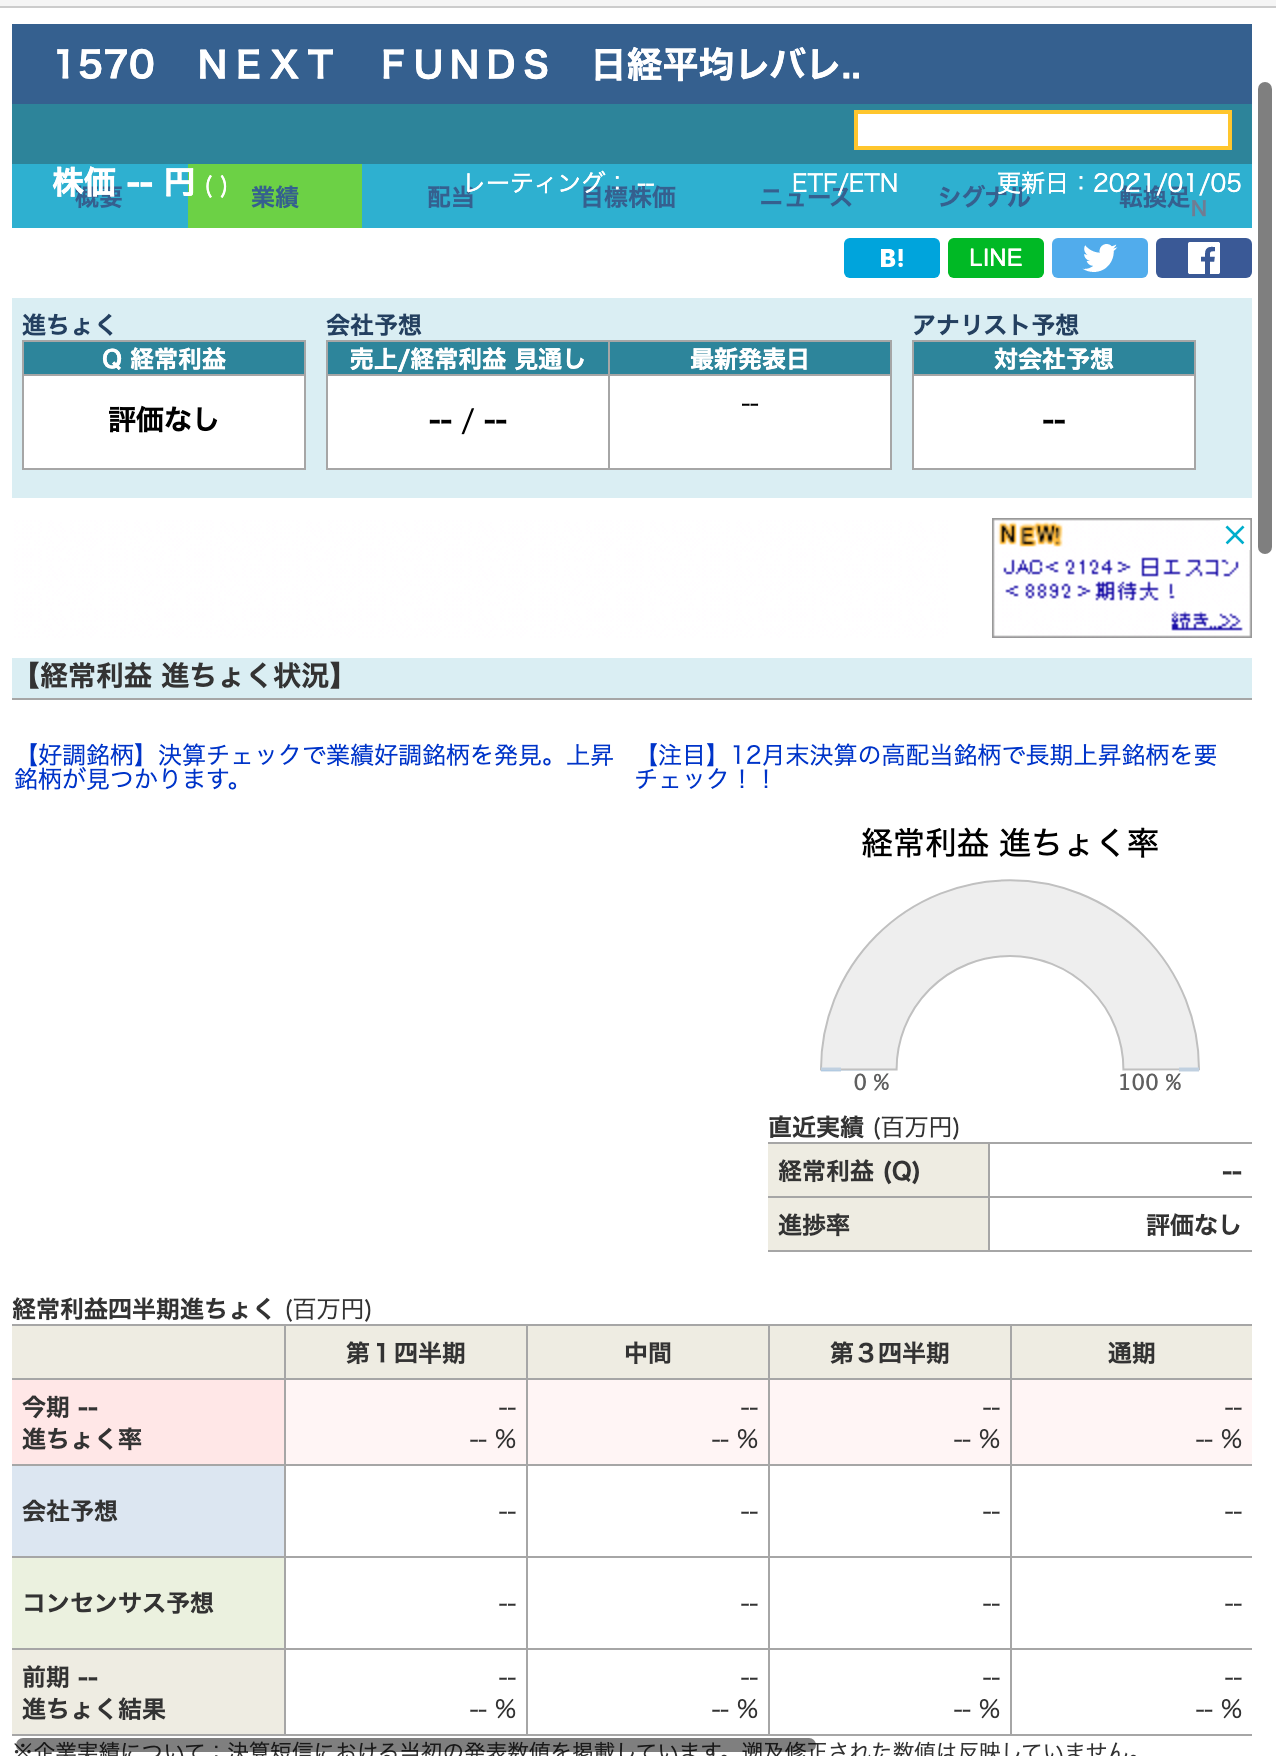 1570　ＮＥＸＴ　ＦＵＮＤＳ　日経平均レバレ..
株価 -- 円 ( )
レーティング： --
ETF/ETN
更新日：2021/01/05
概要
業績
配当
目標株価
ニュース
シグナル
転換足
N
B!
LINE
進ちょく
会社予想
アナリスト予想
Q 経常利益
売上/経常利益 見通し
最新発表日
対会社予想
評価なし
-- / --
--
--
NEW!
JAC<2124> 日エスコン
<8892>期待大！
続き..>>
【経常利益 進ちょく状況】
【好調銘柄】決算チェックで業績好調銘柄を発見。上昇
銘柄が見つかります。
【注目】12月末決算の高配当銘柄で長期上昇銘柄を要
チェック！！
経常利益 進ちょく率
0 %
100 %
直近実績 (百万円)
経常利益 (Q) --
進捗率 評価なし
経常利益四半期進ちょく (百万円)
第１四半期 中間 第３四半期 通期
今期 -- -- -- -- --
進ちょく率 -- % -- % -- % -- %
会社予想 -- -- -- --
コンセンサス予想 -- -- -- --
前期 -- -- -- -- --
進ちょく結果 -- % -- % -- % -- %
※企業実績について：決算短信における当初の発表数値を掲載しています。遡及修正された数値は反映していません。